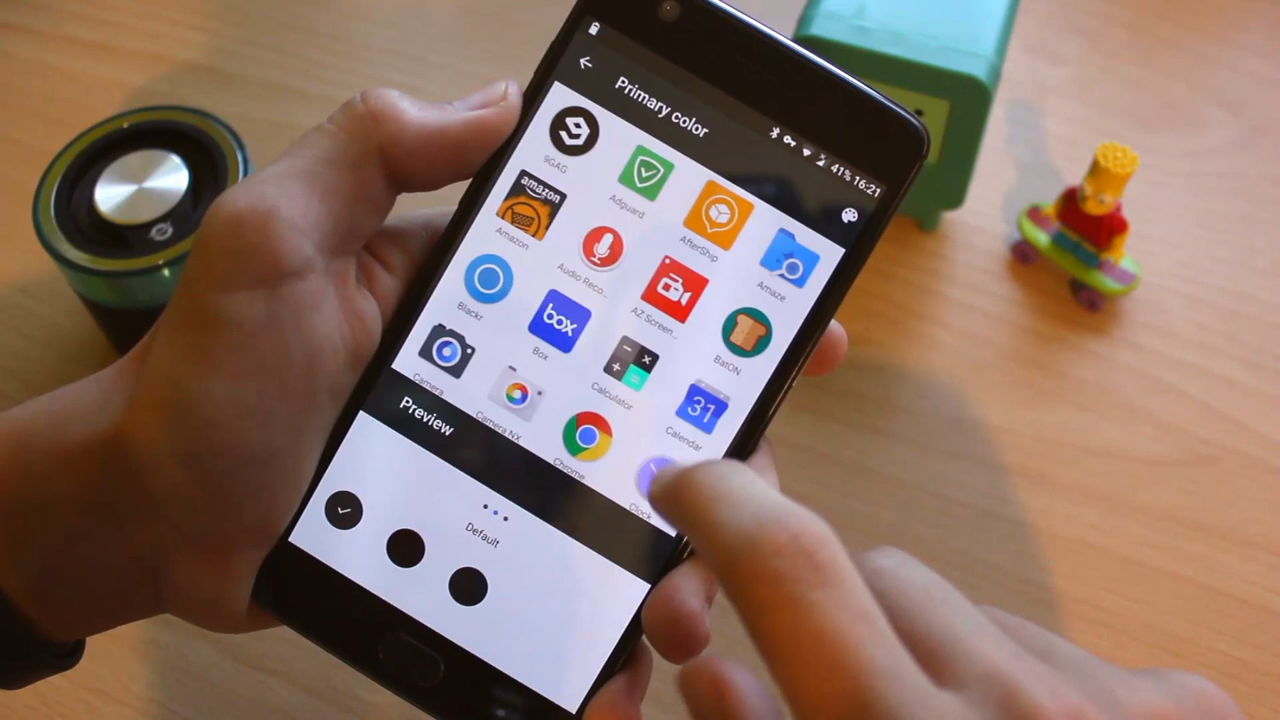 41% 16:21
Primary color
9GAG
Adguard
AfterShip
Amaze
amazon
Amazon
Audio Reco...
AZ Screen...
BatON
Blackr
box
Box
Calculator
31
Calendar
Camera
Camera NX
Chrome
Clock
Preview
Default